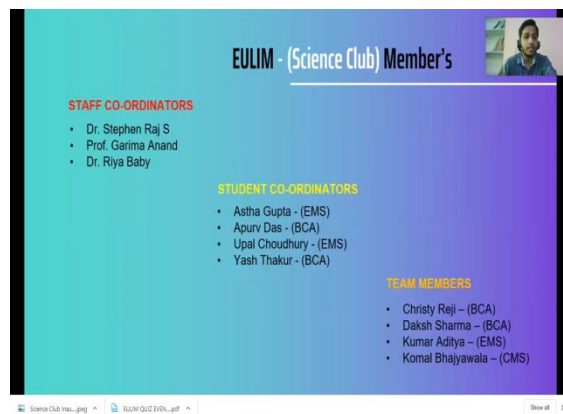 EULIM - (Science Club) Member's
STAFF CO-ORDINATORS
• Dr. Stephen Raj S
• Prof. Garima Anand
• Dr. Riya Baby
STUDENT CO-ORDINATORS
• Astha Gupta - (EMS)
• Apurv Das - (BCA)
• Upal Choudhury - (EMS)
• Yash Thakur - (BCA)
TEAM MEMBERS
• Christy Reji – (BCA)
• Daksh Sharma – (BCA)
• Kumar Aditya – (EMS)
• Komal Bhajyawala – (CMS)
Science Club inau....jpeg
EULIM QUIZ EVEN....pdf
Show all